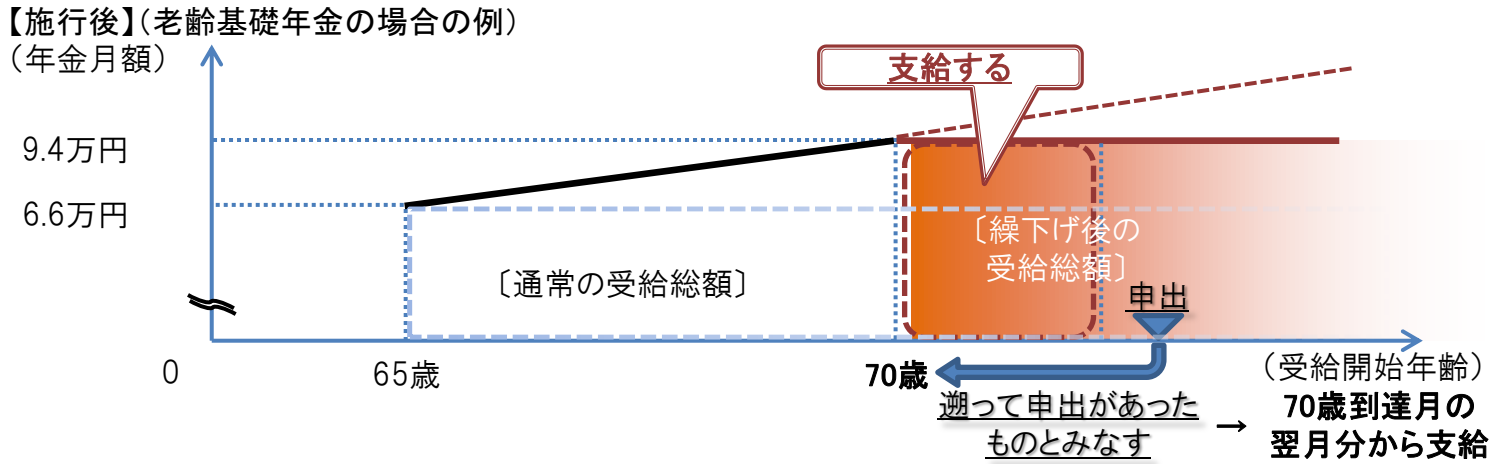 【施行後】(老齢基礎年金の場合の例)
(年金月額)
支給する
9.4万円
6.6万円
〔通常の受給総額〕
〔繰下げ後の
受給総額〕
申出
0
65歳
70歳
(受給開始年齢)
遡って申出があった
ものとみなす
→
70歳到達月の
翌月分から支給